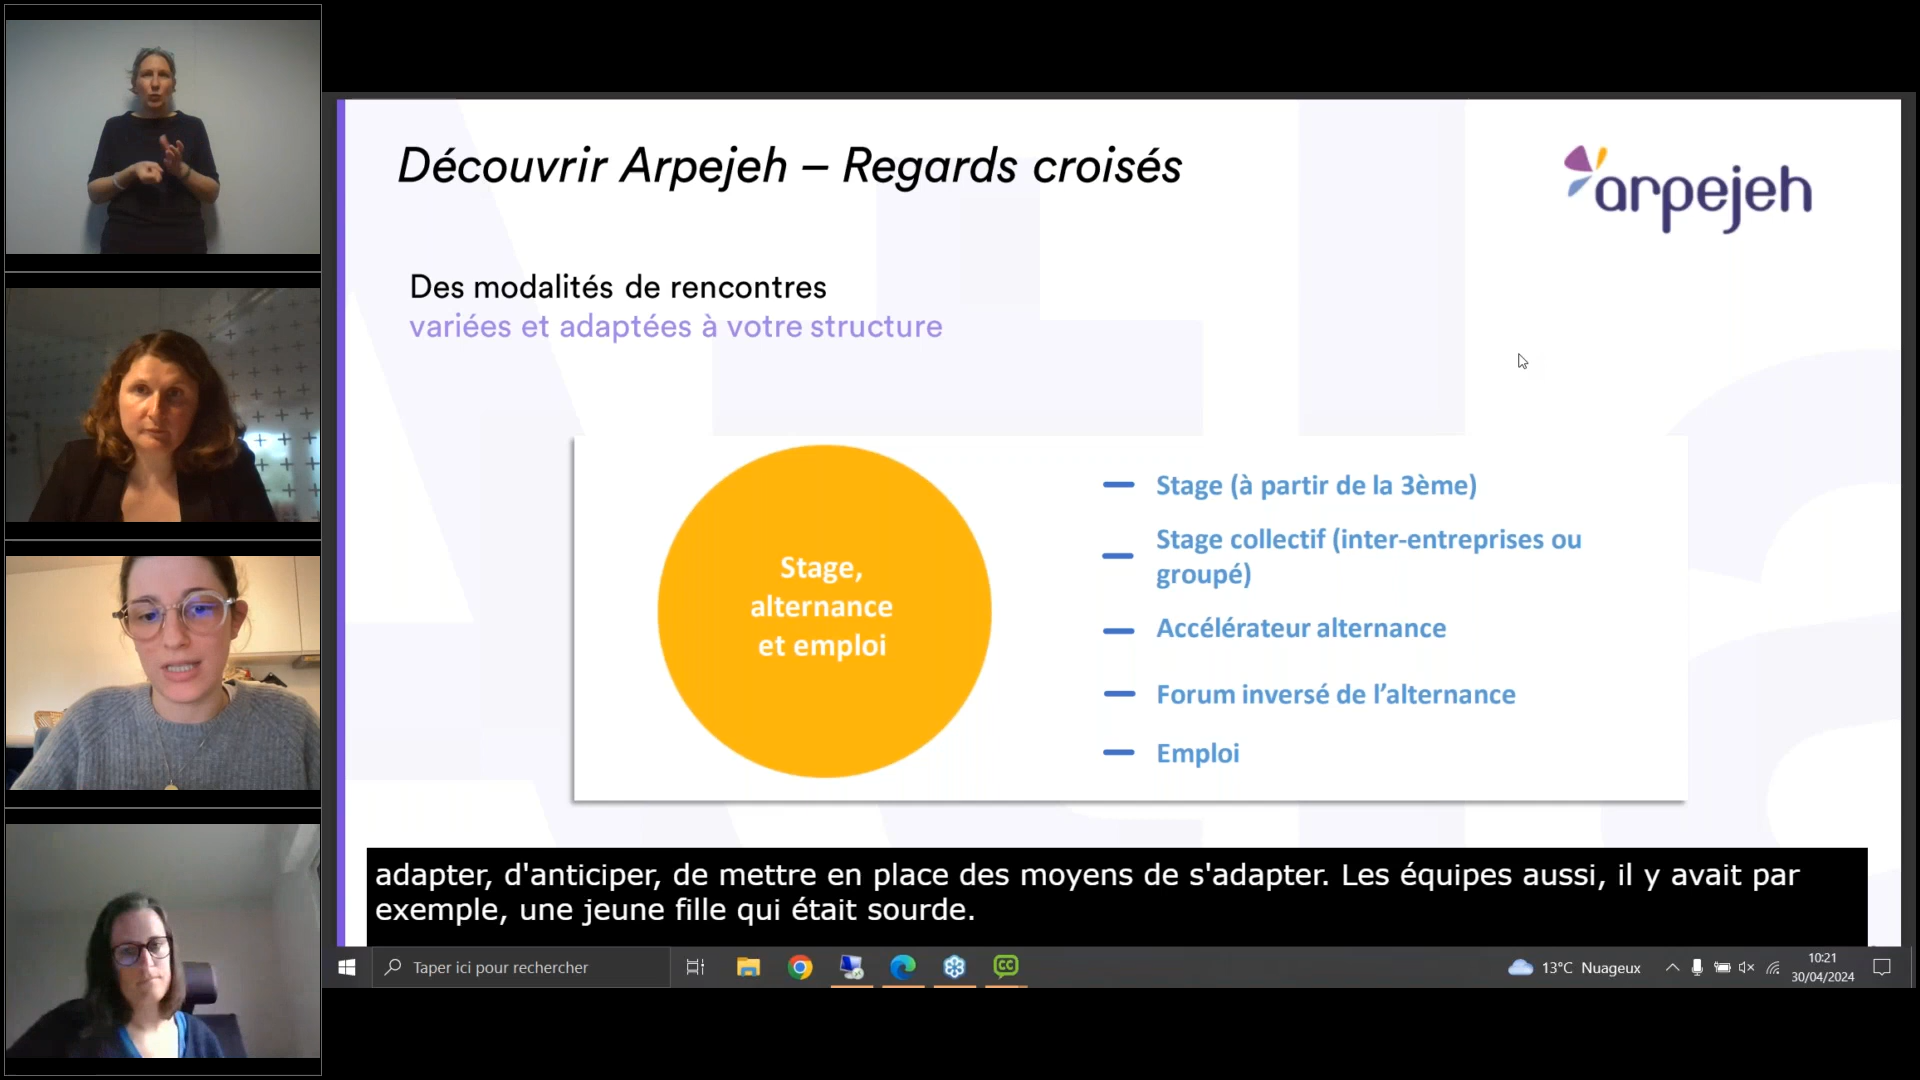 Découvrir Arpejeh – Regards croisés
arpejeh
Des modalités de rencontres
variées et adaptées à votre structure
Stage,
alternance
et emploi
Stage (à partir de la 3ème)
Stage collectif (inter-entreprises ou
groupé)
Accélérateur alternance
Forum inversé de l’alternance
Emploi
adapter, d'anticiper, de mettre en place des moyens de s'adapter. Les équipes aussi, il y avait par
exemple, une jeune fille qui était sourde.
Taper ici pour rechercher
CC
13°C Nuageux
10:21
30/04/2024